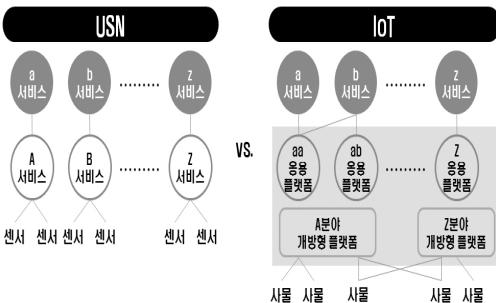 USN
IoT
a
서비스
b
서비스
.........
z
서비스
A
서비스
B
서비스
.........
Z
서비스
센서 센서 센서 센서 센서 센서
VS.
a
서비스
b
서비스
.........
z
서비스
aa
응용
플랫폼
ab
응용
플랫폼
.........
Z
응용
플랫폼
A분야
개방형 플랫폼
Z분야
개방형 플랫폼
사물 사물 사물 사물 사물